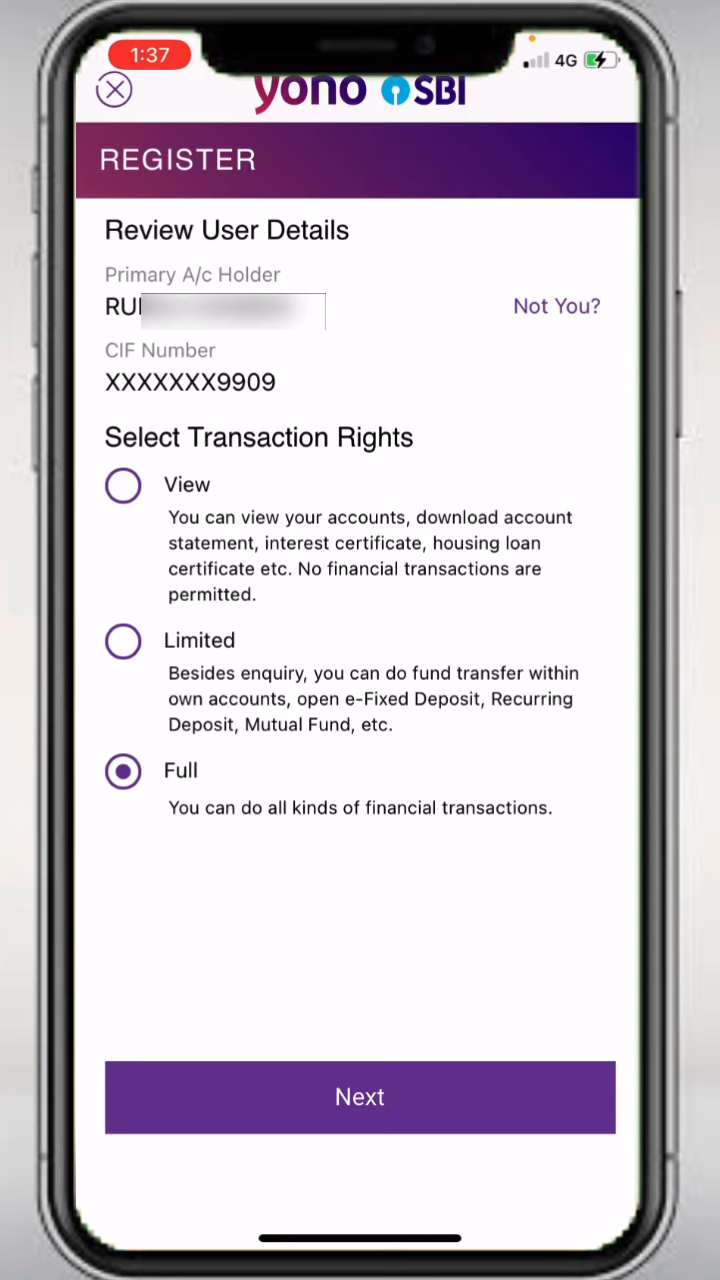 1:37
4G
yono SBI
REGISTER
Review User Details
Primary A/c Holder
Not You?
CIF Number
XXXXXXX9909
Select Transaction Rights
View
You can view your accounts, download account
statement, interest certificate, housing loan
certificate etc. No financial transactions are
permitted.
Limited
Besides enquiry, you can do fund transfer within
own accounts, open e-Fixed Deposit, Recurring
Deposit, Mutual Fund, etc.
Full
You can do all kinds of financial transactions.
Next